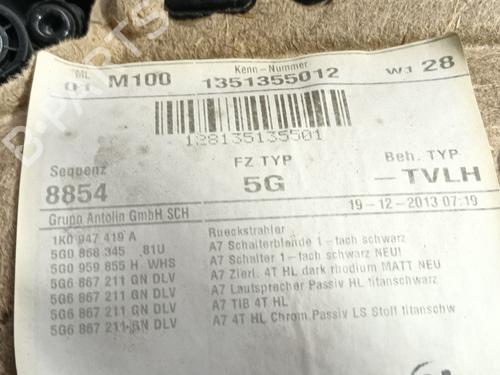 ML Kenn-Nummer
01 M100 1351355012 W1 28
128135135501
Sequenz FZ TYP Beh. TYP
8854 5G -TVLH
Grupo Antolin GmbH SCH 19-12-2013 07:19
1K0 947 419 A Rueckstrahler
5G0 868 345 81U A7 Schalterblende 1-fach schwarz
5G0 959 855 H WHS A7 Schalter 1-fach schwarz NEU!
5G6 867 211 GN DLV A7 Zierl. 4T HL dark rhodium MATT NEU
5G6 867 211 GN DLV A7 Lautsprecher Passiv HL titanschwarz
5G6 867 211 GN DLV A7 TIB 4T HL
5G6 867 211 GN DLV A7 4T HL Chrom.Passiv LS Stoff titanschw